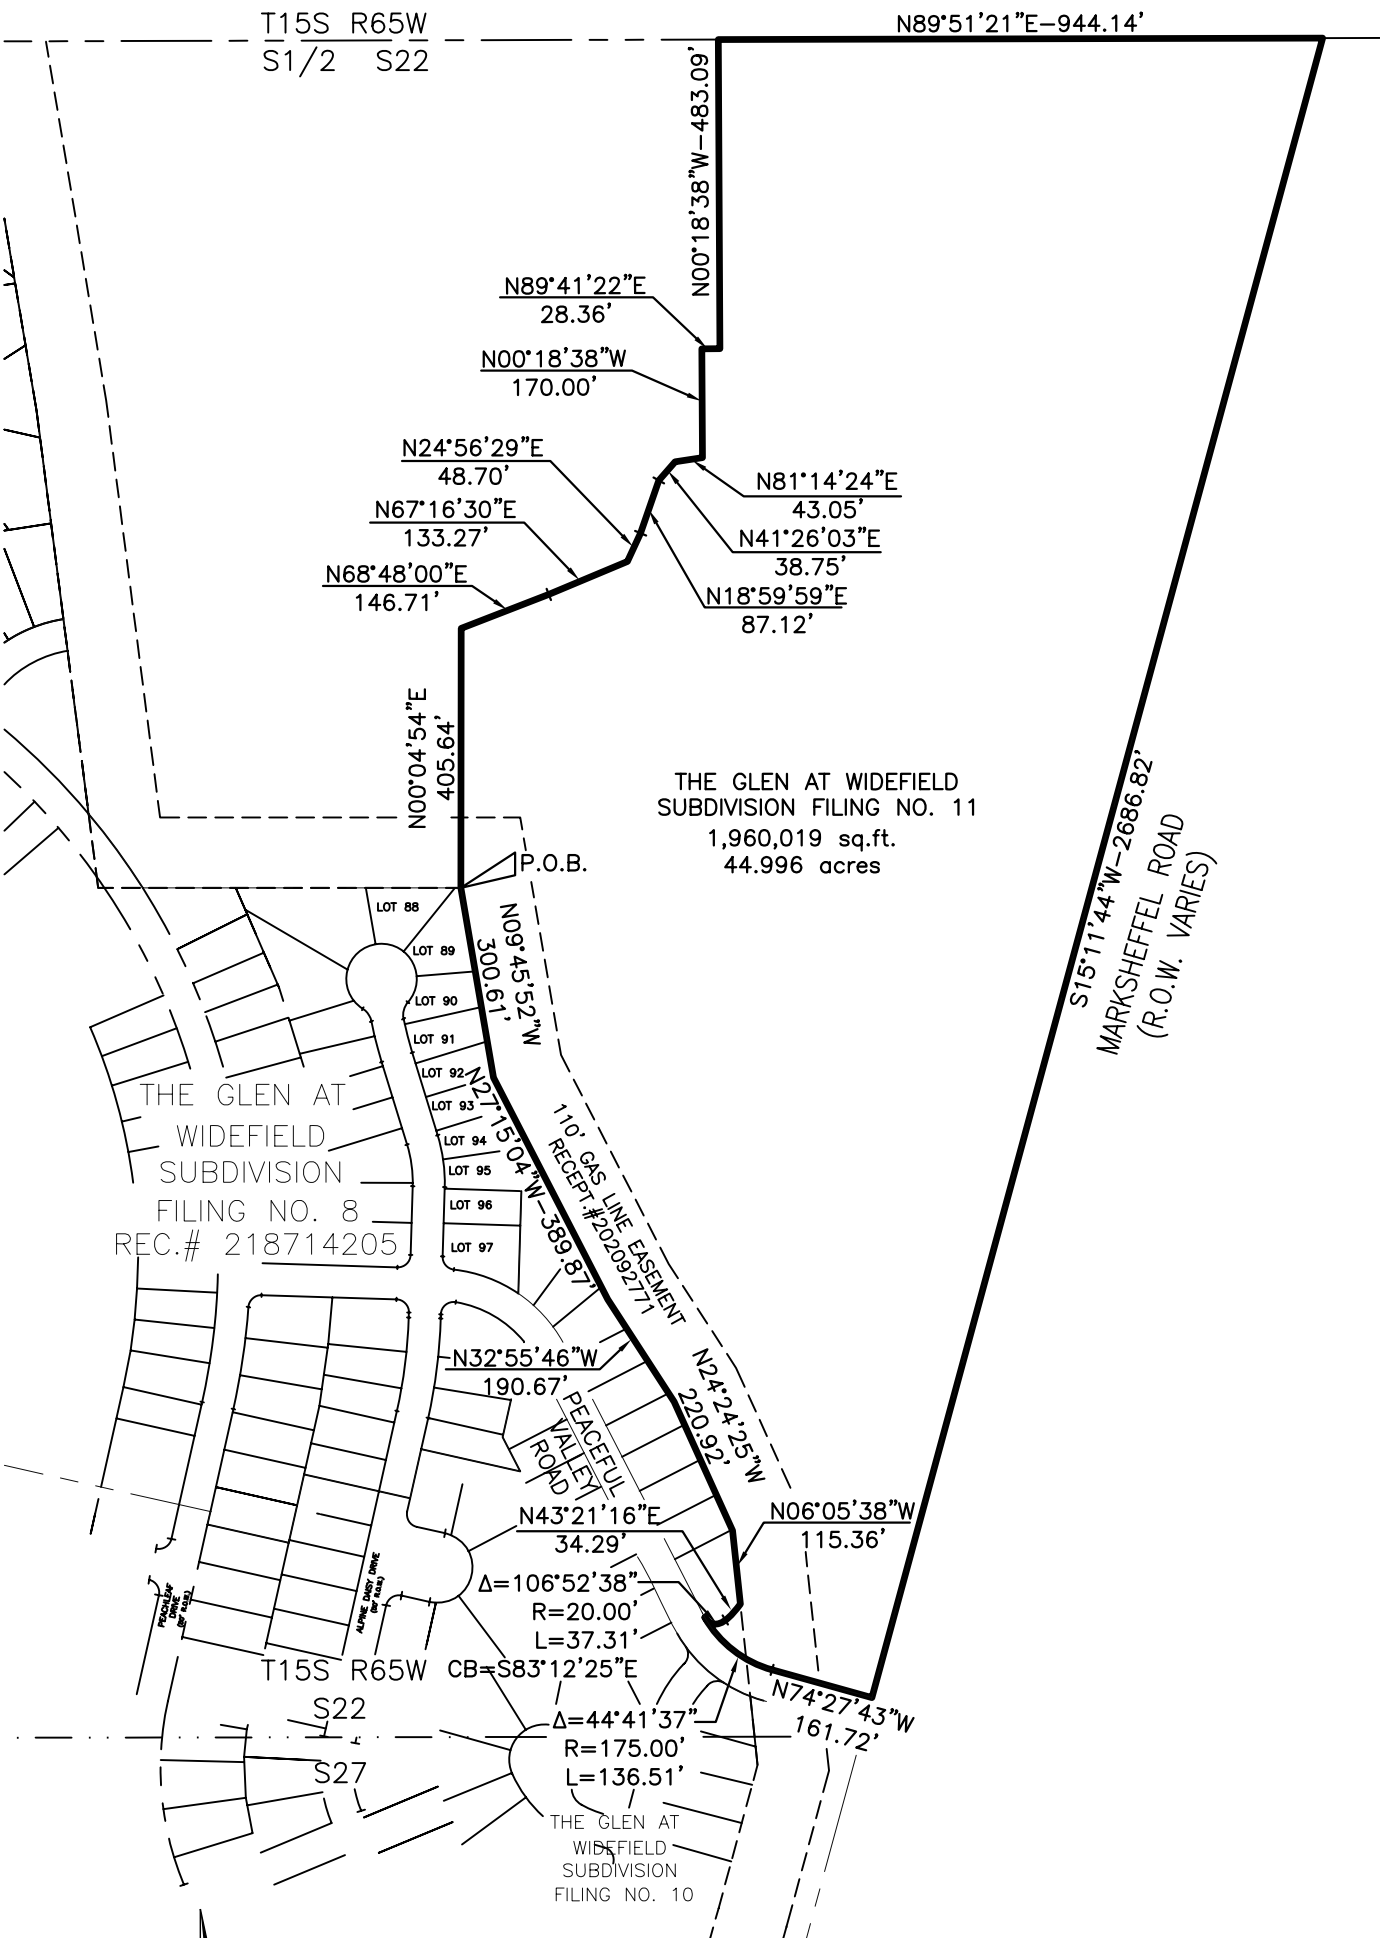 T15S R65W
S1/2 S22
N89°51'21"E-944.14'
N00°18'38"W-483.09'
N89°41'22"E
28.36'
N00°18'38"W
170.00'
N24°56'29"E
48.70'
N81°14'24"E
43.05'
N67°16'30"E
133.27'
N41°26'03"E
38.75'
N68°48'00"E
146.71'
N18°59'59"E
87.12'
N00°04'54"E
405.64'
THE GLEN AT WIDEFIELD
SUBDIVISION FILING NO. 11
1,960,019 sq.ft.
44.996 acres
S15°11'44"W-2686.82'
MARKSHEFFEL ROAD
(R.O.W. VARIES)
P.O.B.
LOT 88
LOT 89
LOT 90
LOT 91
LOT 92
LOT 93
LOT 94
LOT 95
LOT 96
LOT 97
N09°45'52"W
300.61'
N27°15'04"W-389.87'
110' GAS LINE EASEMENT
RECEPT.#202092771
THE GLEN AT
WIDEFIELD
SUBDIVISION
FILING NO. 8
REC.# 218714205
N32°55'46"W
190.67'
N24°24'25"W
220.92'
PEACEFUL
VALLEY
ROAD
N43°21'16"E
34.29'
N06°05'38"W
115.36'
Δ=106°52'38"
R=20.00'
L=37.31'
CB=S83°12'25"E
PEACHLEAF
DRIVE
(50' R.O.W.)
ALPINE DAISY DRIVE
(50' R.O.W.)
T15S R65W
S22
S27
Δ=44°41'37"
R=175.00'
L=136.51'
N74°27'43"W
161.72'
THE GLEN AT
WIDEFIELD
SUBDIVISION
FILING NO. 10